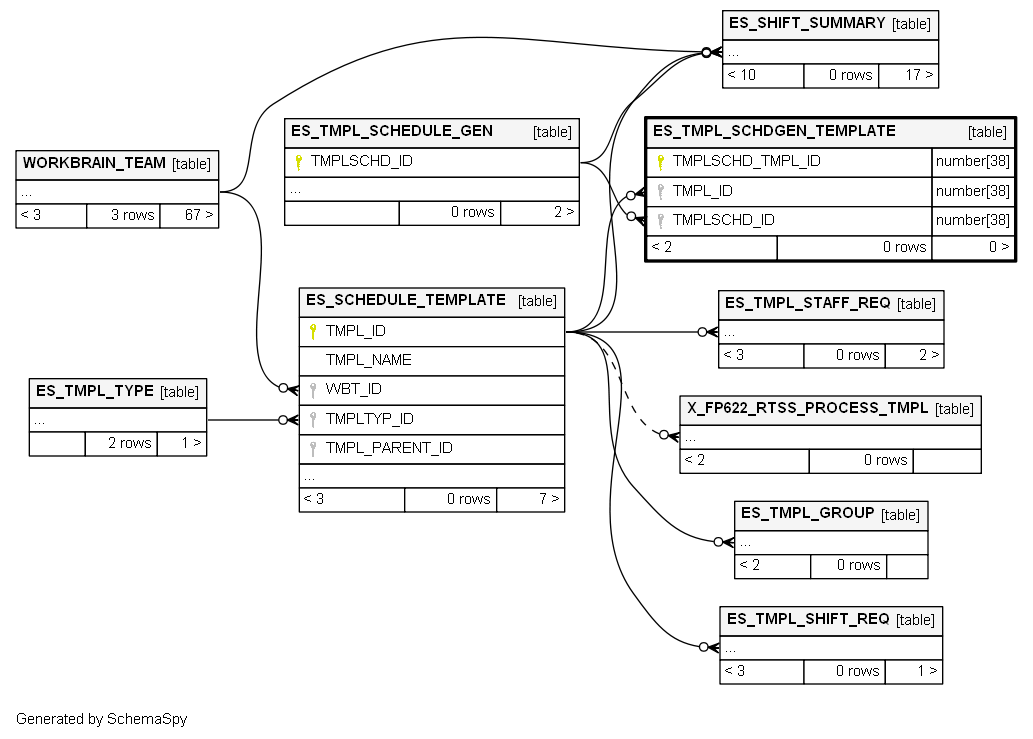 ES_SHIFT_SUMMARY [table]
...
< 10 0 rows 17 >
ES_TMPL_SCHEDULE_GEN [table]
TMPLSCHD_ID
...
0 rows 2 >
ES_TMPL_SCHDGEN_TEMPLATE [table]
TMPLSCHD_TMPL_ID number[38]
TMPL_ID number[38]
TMPLSCHD_ID number[38]
< 2 0 rows 0 >
WORKBRAIN_TEAM [table]
...
< 3 3 rows 67 >
ES_SCHEDULE_TEMPLATE [table]
TMPL_ID
TMPL_NAME
WBT_ID
TMPLTYP_ID
TMPL_PARENT_ID
...
< 3 0 rows 7 >
ES_TMPL_STAFF_REQ [table]
...
< 3 0 rows 2 >
ES_TMPL_TYPE [table]
...
2 rows 1 >
X_FP622_RTSS_PROCESS_TMPL [table]
...
< 2 0 rows
ES_TMPL_GROUP [table]
...
< 2 0 rows
ES_TMPL_SHIFT_REQ [table]
...
< 3 0 rows 1 >
Generated by SchemaSpy